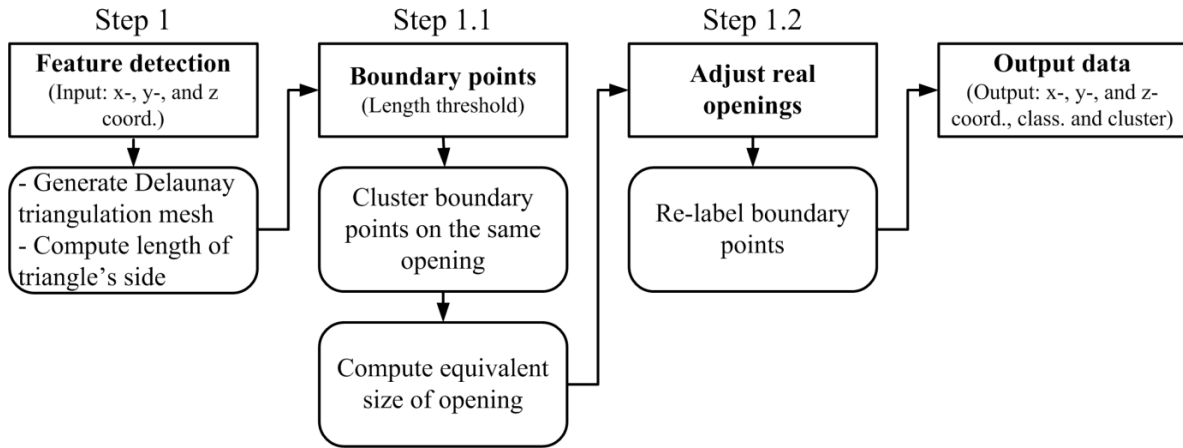 Step 1
Feature detection
(Input: x-, y-, and z
coord.)
- Generate Delaunay
triangulation mesh
- Compute length of
triangle’s side
Step 1.1
Boundary points
(Length threshold)
Cluster boundary
points on the same
opening
Compute equivalent
size of opening
Step 1.2
Adjust real
openings
Re-label boundary
points
Output data
(Output: x-, y-, and z-
coord., class. and cluster)